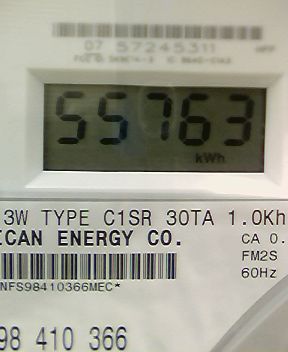 07 57245311
55763
kWh
3W TYPE C1SR 30TA 1.0Kh
ICAN ENERGY CO.
CA 0.
FM2S
60Hz
NFS98410366MEC*
98 410 366